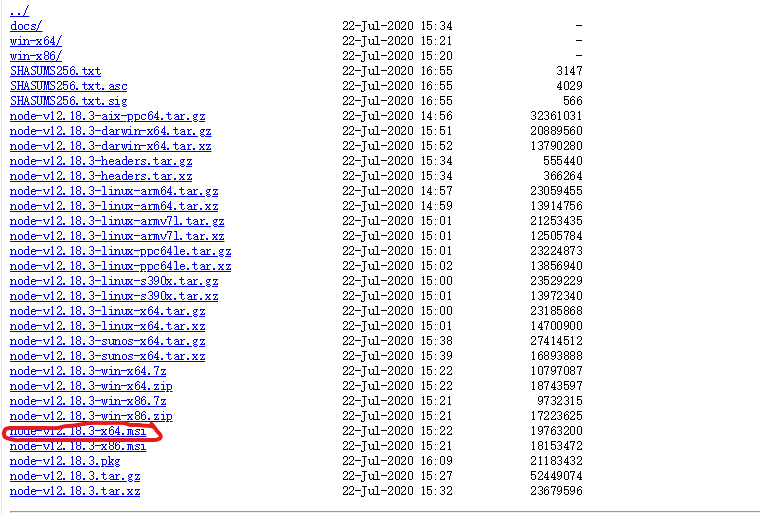 ../
docs/ 22-Jul-2020 15:34 -
win-x64/ 22-Jul-2020 15:21 -
win-x86/ 22-Jul-2020 15:20 -
SHASUMS256.txt 22-Jul-2020 16:55 3147
SHASUMS256.txt.asc 22-Jul-2020 16:55 4029
SHASUMS256.txt.sig 22-Jul-2020 16:55 566
node-v12.18.3-aix-ppc64.tar.gz 22-Jul-2020 14:56 32361031
node-v12.18.3-darwin-x64.tar.gz 22-Jul-2020 15:51 20889560
node-v12.18.3-darwin-x64.tar.xz 22-Jul-2020 15:52 13790280
node-v12.18.3-headers.tar.gz 22-Jul-2020 15:34 555440
node-v12.18.3-headers.tar.xz 22-Jul-2020 15:34 366264
node-v12.18.3-linux-arm64.tar.gz 22-Jul-2020 14:57 23059455
node-v12.18.3-linux-arm64.tar.xz 22-Jul-2020 14:59 13914756
node-v12.18.3-linux-armv7l.tar.gz 22-Jul-2020 15:01 21253435
node-v12.18.3-linux-armv7l.tar.xz 22-Jul-2020 15:01 12505784
node-v12.18.3-linux-ppc64le.tar.gz 22-Jul-2020 15:01 23224873
node-v12.18.3-linux-ppc64le.tar.xz 22-Jul-2020 15:02 13856940
node-v12.18.3-linux-s390x.tar.gz 22-Jul-2020 15:00 23529229
node-v12.18.3-linux-s390x.tar.xz 22-Jul-2020 15:01 13972340
node-v12.18.3-linux-x64.tar.gz 22-Jul-2020 15:00 23185868
node-v12.18.3-linux-x64.tar.xz 22-Jul-2020 15:01 14700900
node-v12.18.3-sunos-x64.tar.gz 22-Jul-2020 15:38 27414512
node-v12.18.3-sunos-x64.tar.xz 22-Jul-2020 15:39 16893888
node-v12.18.3-win-x64.7z 22-Jul-2020 15:22 10797087
node-v12.18.3-win-x64.zip 22-Jul-2020 15:22 18743597
node-v12.18.3-win-x86.7z 22-Jul-2020 15:21 9732315
node-v12.18.3-win-x86.zip 22-Jul-2020 15:21 17223625
node-v12.18.3-x64.msi 22-Jul-2020 15:22 19763200
node-v12.18.3-x86.msi 22-Jul-2020 15:21 18153472
node-v12.18.3.pkg 22-Jul-2020 16:09 21183432
node-v12.18.3.tar.gz 22-Jul-2020 15:27 52449074
node-v12.18.3.tar.xz 22-Jul-2020 15:32 23679596